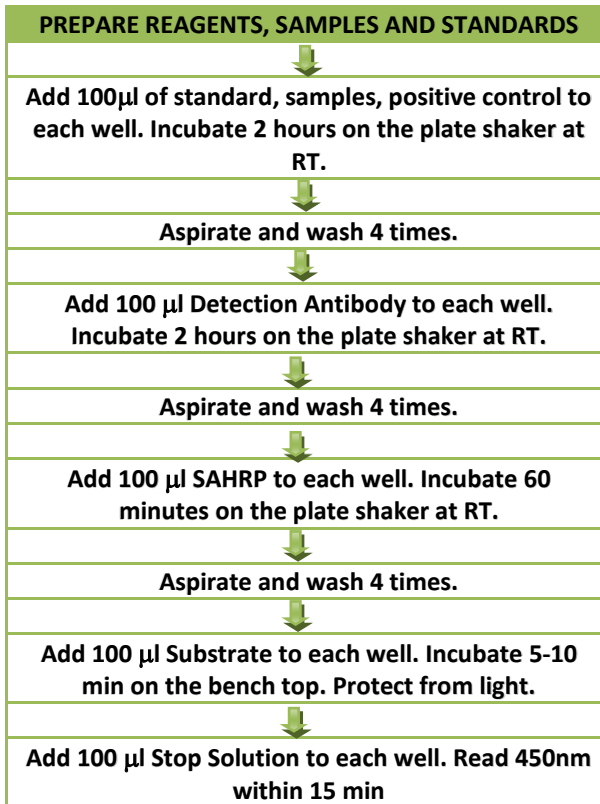 PREPARE REAGENTS, SAMPLES AND STANDARDS
Add 100µl of standard, samples, positive control to
each well. Incubate 2 hours on the plate shaker at
RT.
Aspirate and wash 4 times.
Add 100 µl Detection Antibody to each well.
Incubate 2 hours on the plate shaker at RT.
Aspirate and wash 4 times.
Add 100 µl SAHRP to each well. Incubate 60
minutes on the plate shaker at RT.
Aspirate and wash 4 times.
Add 100 µl Substrate to each well. Incubate 5-10
min on the bench top. Protect from light.
Add 100 µl Stop Solution to each well. Read 450nm
within 15 min